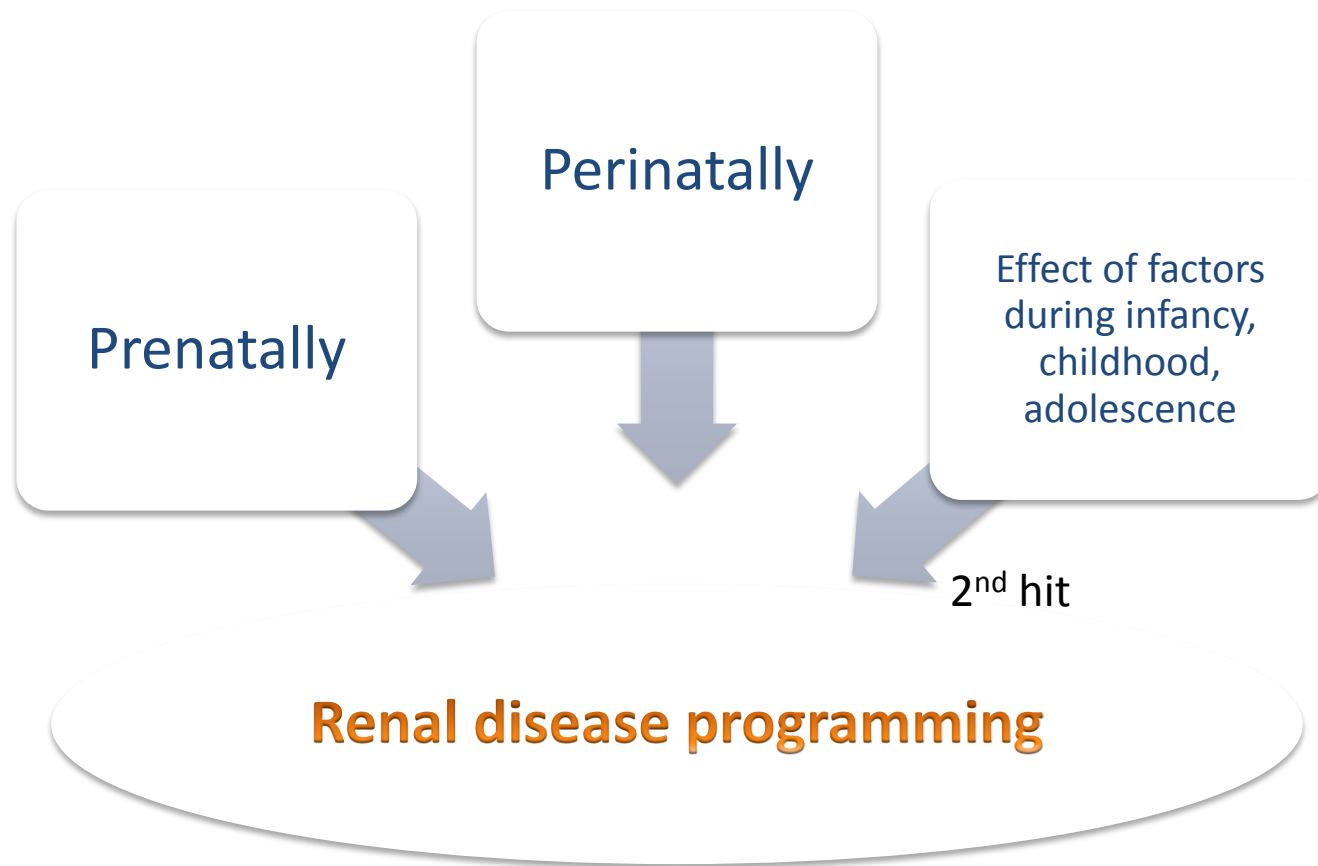 Prenatally
Perinatally
Effect of factors
during infancy,
childhood,
adolescence
2nd hit
Renal disease programming